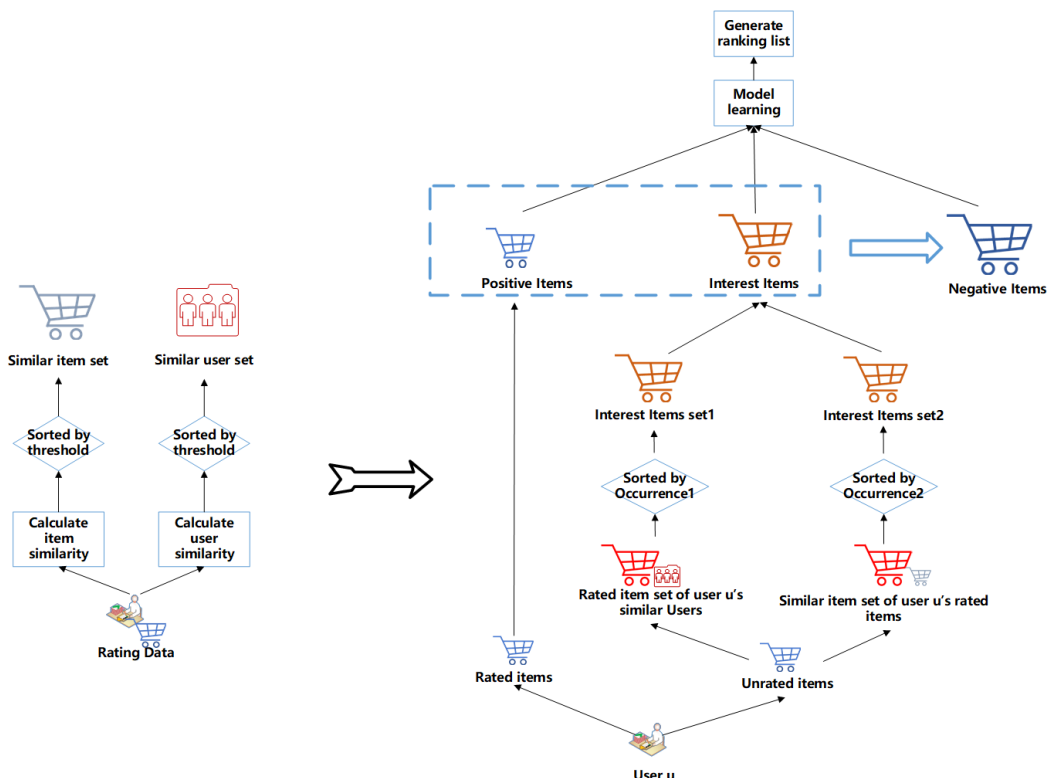 Generate
ranking list
Model
learning
Positive Items
Interest Items
Negative Items
Similar item set
Similar user set
Interest Items set1
Interest Items set2
Sorted by
threshold
Sorted by
threshold
Sorted by
Occurrence1
Sorted by
Occurrence2
Calculate
item
similarity
Calculate
user
similarity
Rated item set of user u's
similar Users
Similar item set of user u's rated
items
Rating Data
Rated items
Unrated items
User u